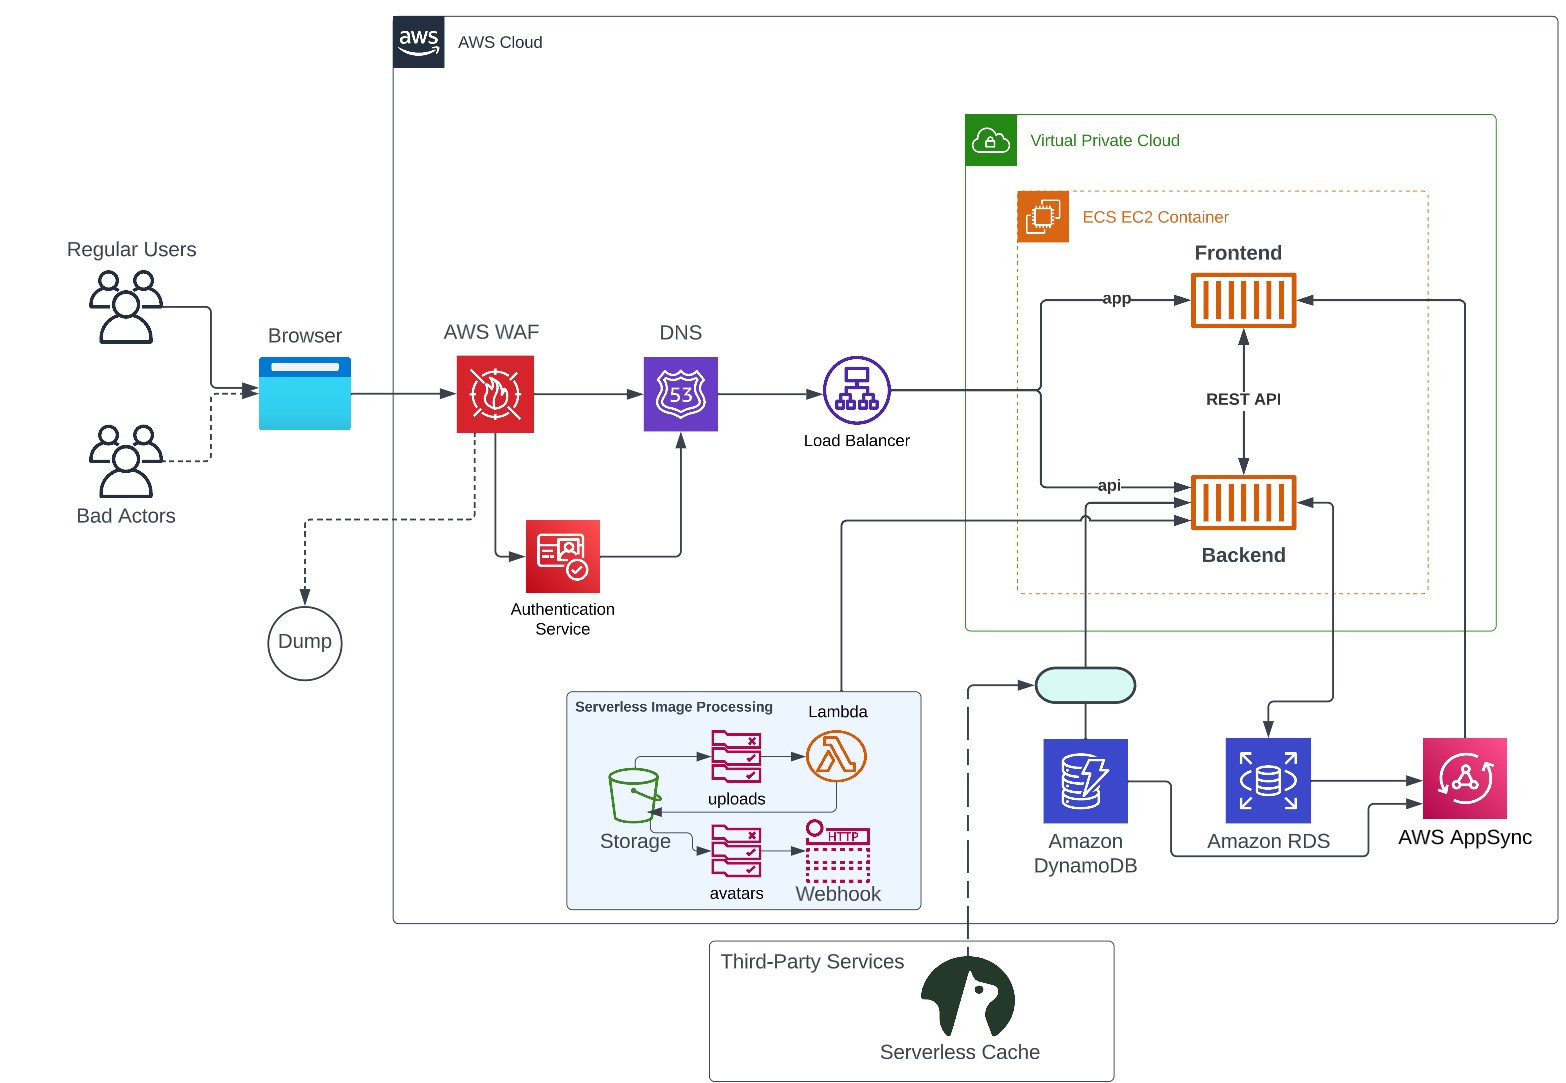 aws
AWS Cloud
Virtual Private Cloud
ECS EC2 Container
Frontend
Regular Users
app
Browser
AWS WAF
DNS
53
REST API
Load Balancer
api
Bad Actors
Backend
Authentication
Service
Dump
Serverless Image Processing
Lambda
uploads
Storage
HTTP
avatars
Webhook
Amazon
DynamoDB
Amazon RDS
AWS AppSync
Third-Party Services
Serverless Cache